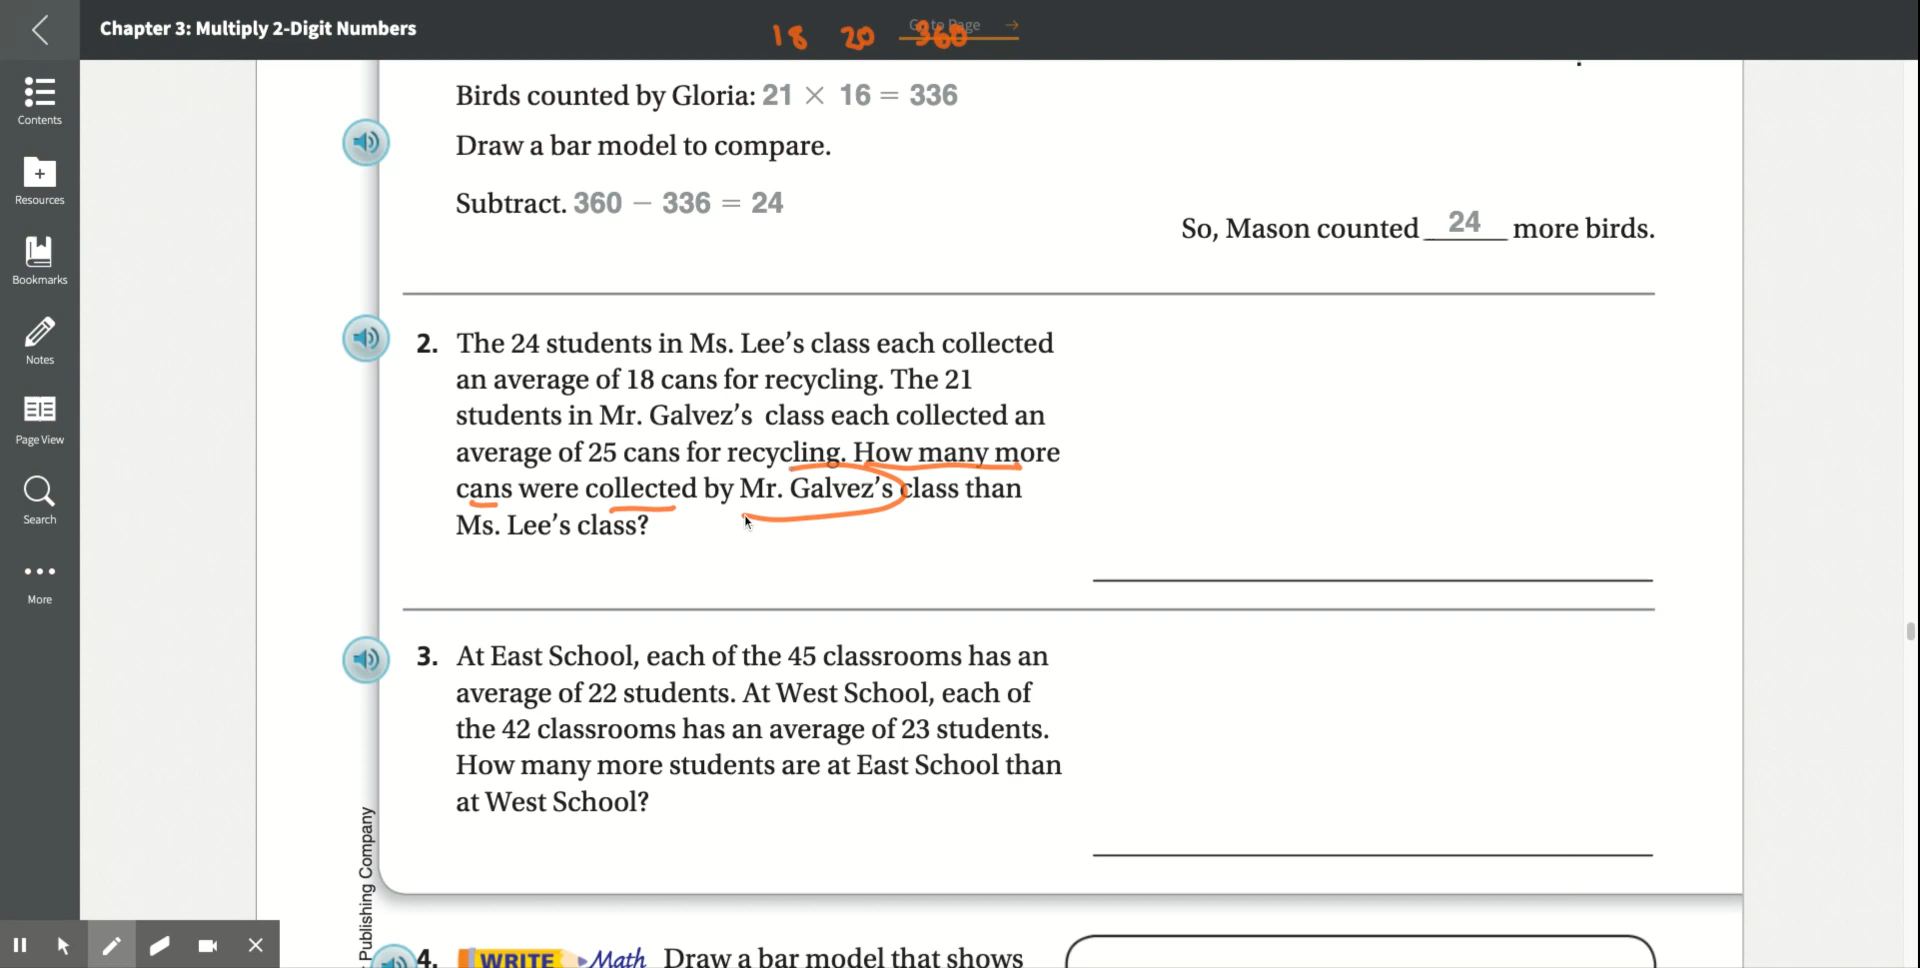 Chapter 3: Multiply 2-Digit Numbers
18 20 360
Go to Page →
Contents
Resources
Bookmarks
Notes
Page View
Search
More
Birds counted by Gloria: 21 × 16 = 336
Draw a bar model to compare.
Subtract. 360 − 336 = 24
So, Mason counted 24 more birds.
2. The 24 students in Ms. Lee’s class each collected
an average of 18 cans for recycling. The 21
students in Mr. Galvez’s class each collected an
average of 25 cans for recycling. How many more
cans were collected by Mr. Galvez’s class than
Ms. Lee’s class?
3. At East School, each of the 45 classrooms has an
average of 22 students. At West School, each of
the 42 classrooms has an average of 23 students.
How many more students are at East School than
at West School?
Publishing Company
4. WRITE Math Draw a bar model that shows